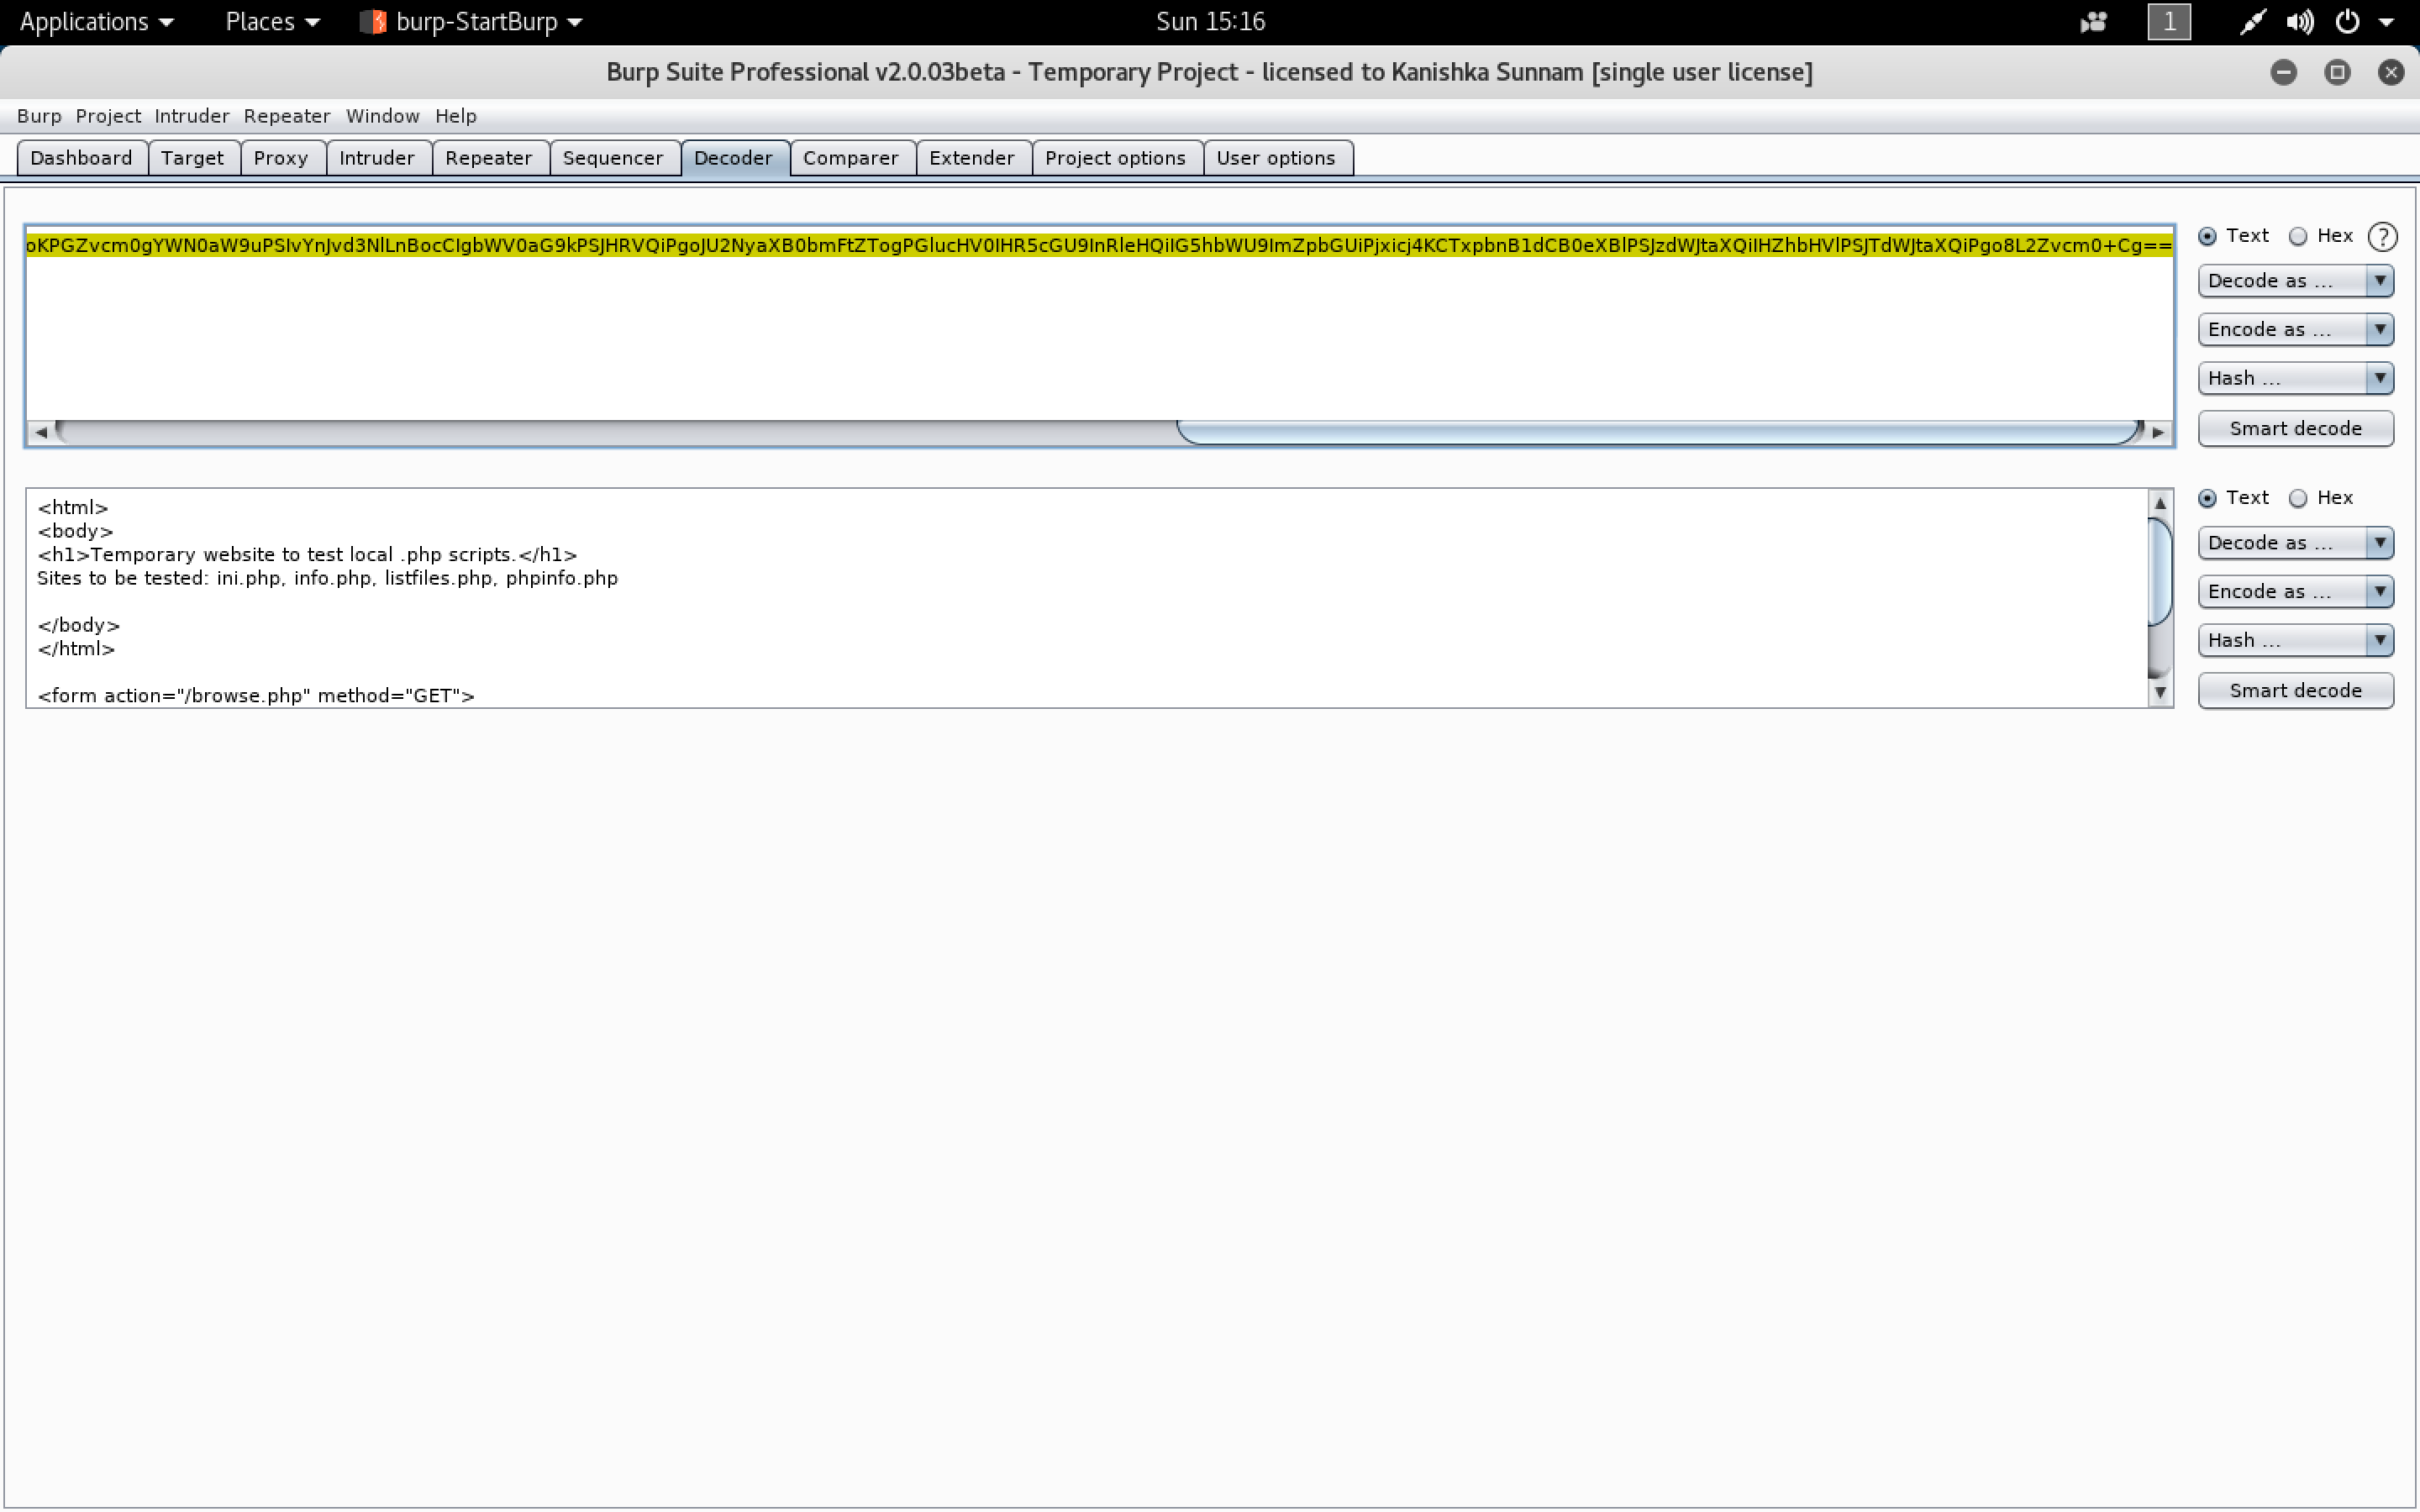 Applications Places burp-StartBurp Sun 15:16 1
Burp Suite Professional v2.0.03beta - Temporary Project - licensed to Kanishka Sunnam [single user license]
Burp Project Intruder Repeater Window Help
Dashboard Target Proxy Intruder Repeater Sequencer Decoder Comparer Extender Project options User options
oKPGZvcm0gYWN0aW9uPSIvYnJvd3NlLnBocCIgbWV0aG9kPSJHRVQiPgoJU2NyaXB0bmFtZTogPGlucHV0IHR5cGU9InRleHQiIG5hbWU9ImZpbGUiPjxicj4KCTxpbnB1dCB0eXBlPSJzdWJtaXQiIHZhbHVlPSJTdWJtaXQiPgo8L2Zvcm0+Cg==
Text Hex ?
Decode as ...
Encode as ...
Hash ...
Smart decode
<html>
<body>
<h1>Temporary website to test local .php scripts.</h1>
Sites to be tested: ini.php, info.php, listfiles.php, phpinfo.php
</body>
</html>
<form action="/browse.php" method="GET">
Text Hex
Decode as ...
Encode as ...
Hash ...
Smart decode